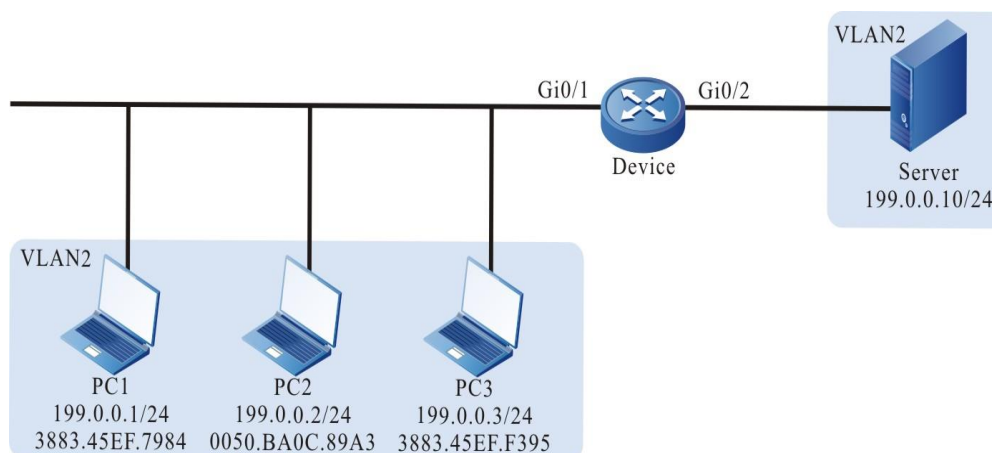 VLAN2
Gi0/1
Gi0/2
Device
Server
199.0.0.10/24
VLAN2
PC1
199.0.0.1/24
3883.45EF.7984
PC2
199.0.0.2/24
0050.BA0C.89A3
PC3
199.0.0.3/24
3883.45EF.F395